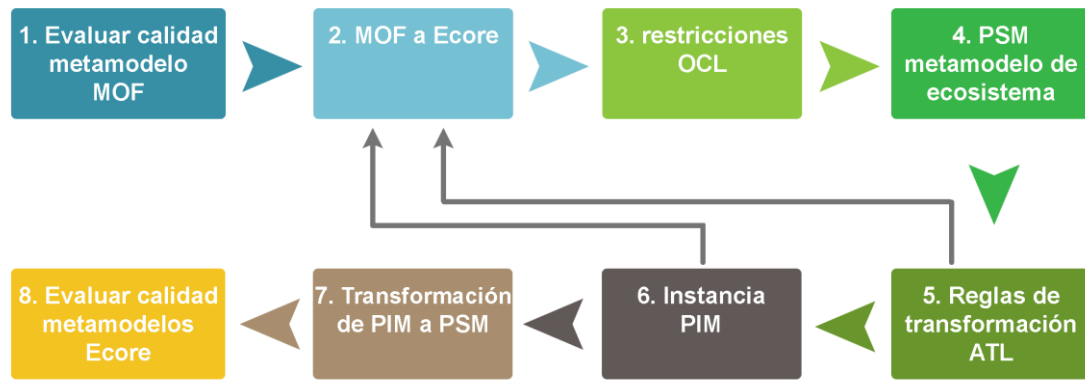 1. Evaluar calidad
metamodelo
MOF
2. MOF a Ecore
3. restricciones
OCL
4. PSM
metamodelo de
ecosistema
8. Evaluar calidad
metamodelos
Ecore
7. Transformación
de PIM a PSM
6. Instancia
PIM
5. Reglas de
transformación
ATL